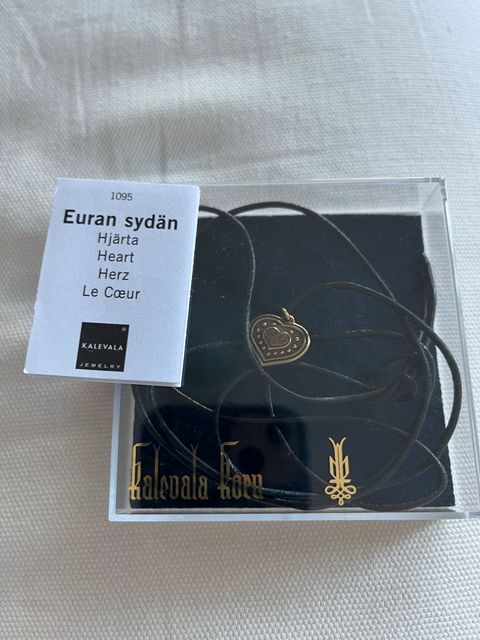 1095
Euran sydän
Hjärta
Heart
Herz
Le Cœur
KALEVALA
JEWELRY
Kalevala Koru